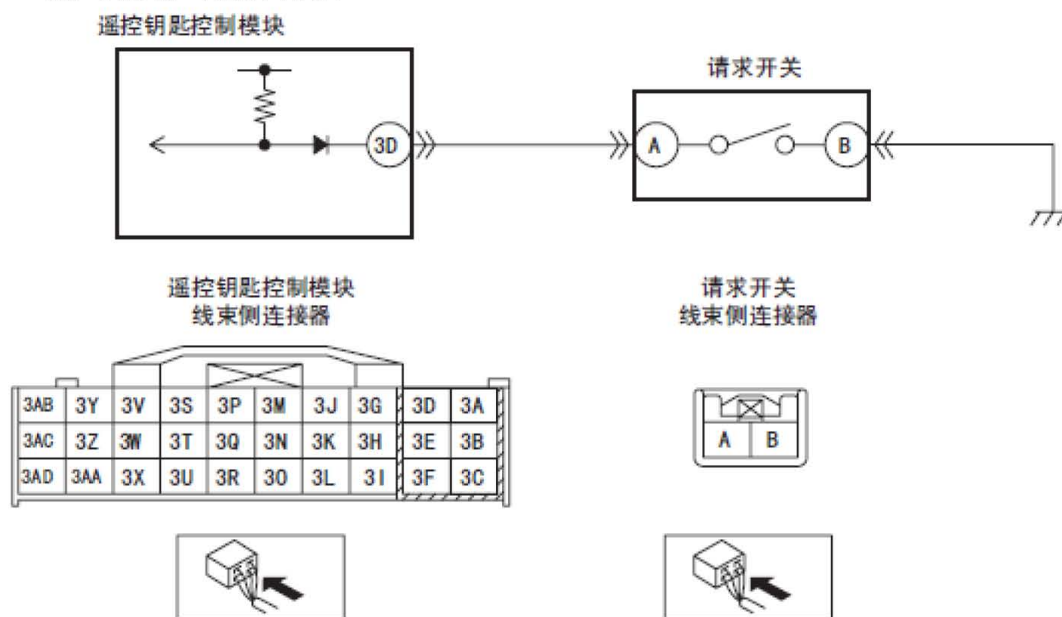 遥控钥匙控制模块
请求开关
3D
A
B
遥控钥匙控制模块
线束侧连接器
请求开关
线束侧连接器
3AB 3Y 3V 3S 3P 3M 3J 3G 3D 3A
3AC 3Z 3W 3T 3Q 3N 3K 3H 3E 3B
3AD 3AA 3X 3U 3R 3O 3L 3I 3F 3C
A B